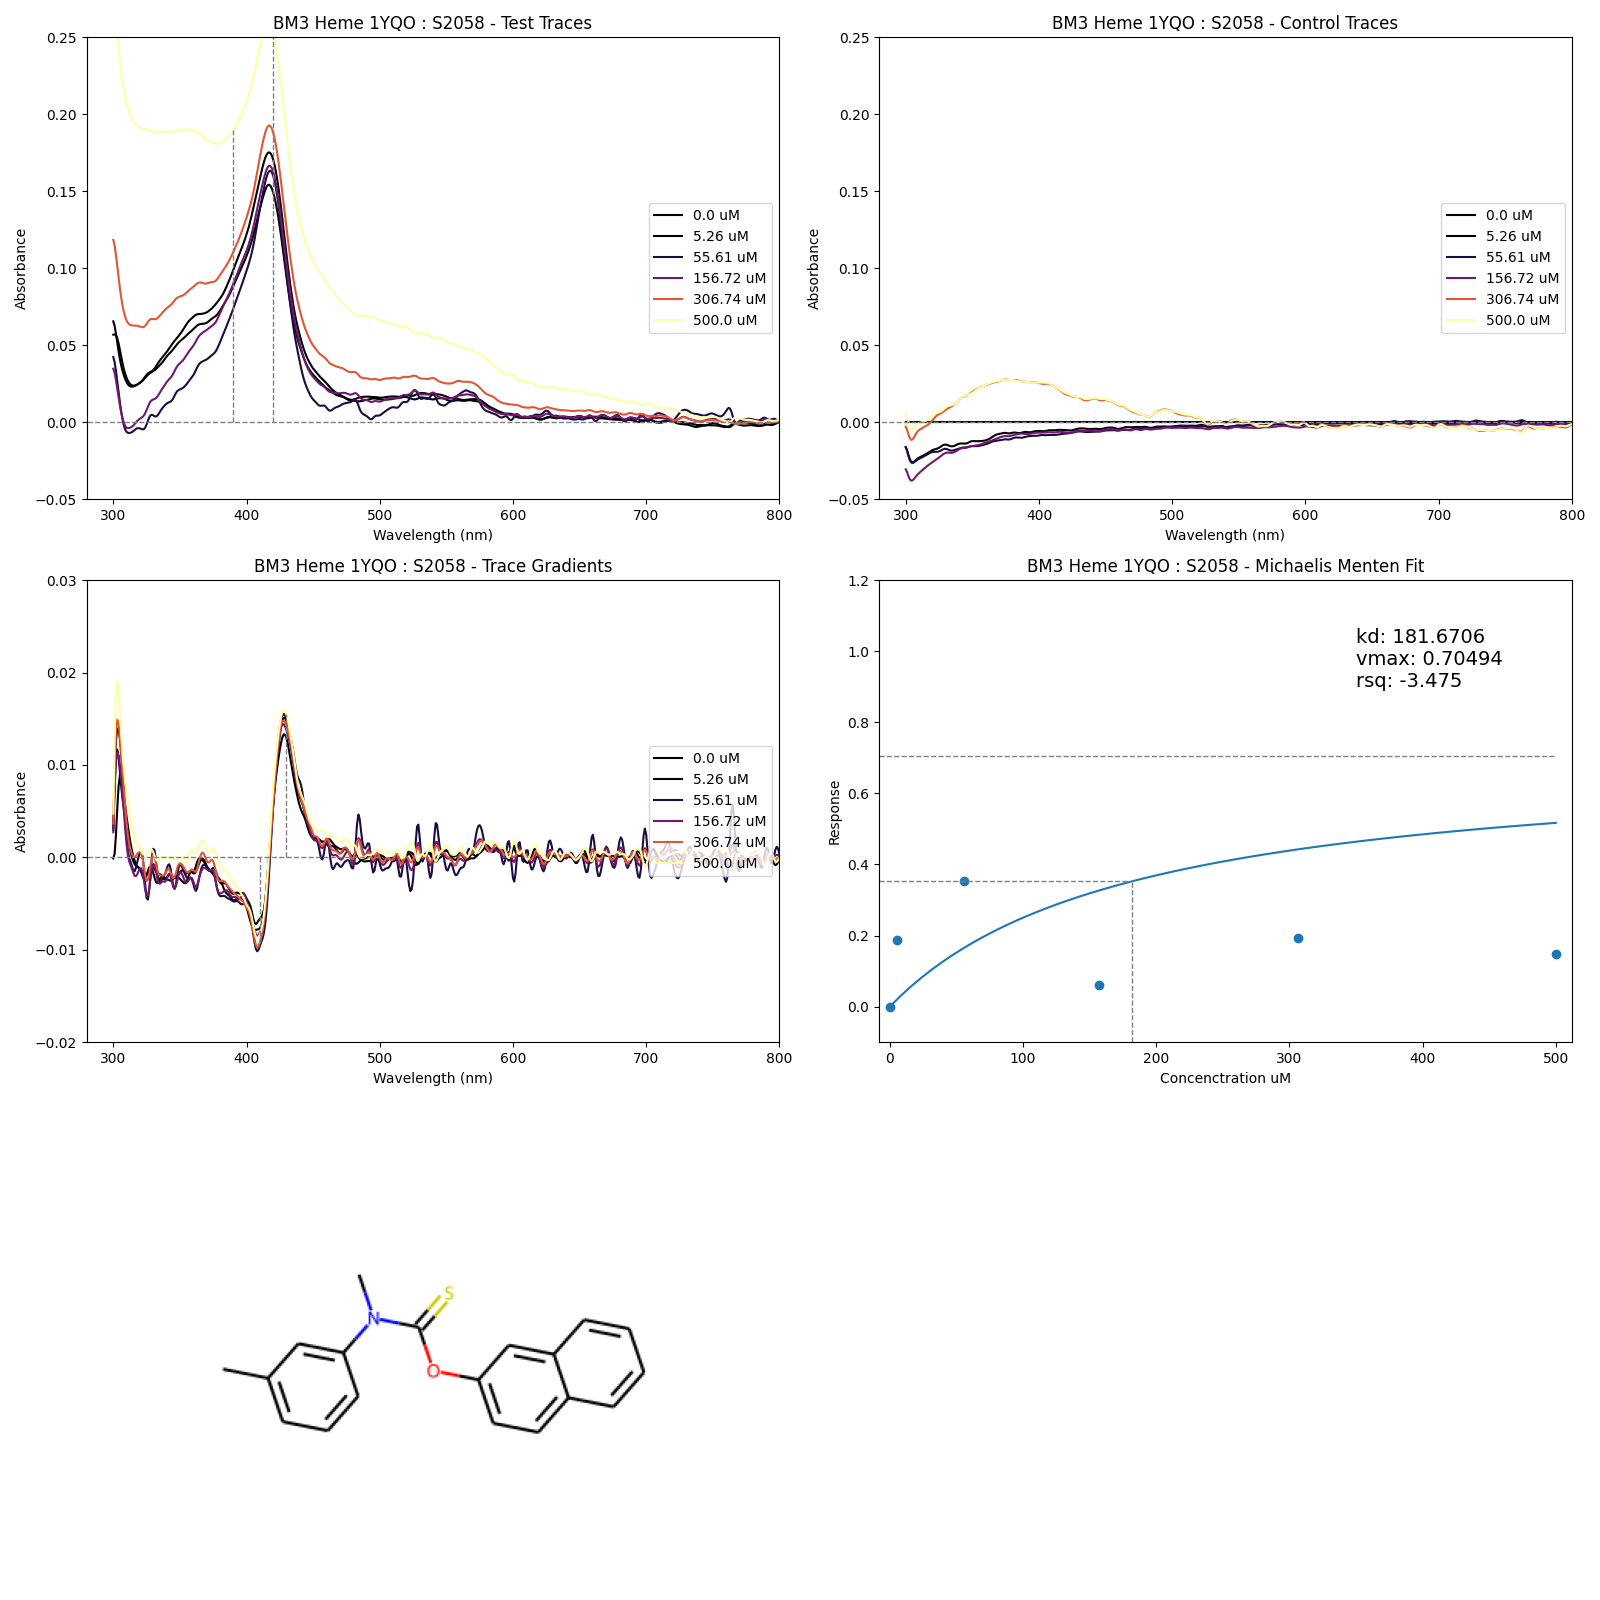 BM3 Heme 1YQO : S2058 - Test Traces
0.25
0.20
0.15
0.10
0.05
0.00
−0.05
Absorbance
300 400 500 600 700 800
Wavelength (nm)
0.0 uM
5.26 uM
55.61 uM
156.72 uM
306.74 uM
500.0 uM
BM3 Heme 1YQO : S2058 - Control Traces
0.25
0.20
0.15
0.10
0.05
0.00
−0.05
Absorbance
300 400 500 600 700 800
Wavelength (nm)
0.0 uM
5.26 uM
55.61 uM
156.72 uM
306.74 uM
500.0 uM
BM3 Heme 1YQO : S2058 - Trace Gradients
0.03
0.02
0.01
0.00
−0.01
−0.02
Absorbance
300 400 500 600 700 800
Wavelength (nm)
0.0 uM
5.26 uM
55.61 uM
156.72 uM
306.74 uM
500.0 uM
BM3 Heme 1YQO : S2058 - Michaelis Menten Fit
1.2
1.0
0.8
0.6
0.4
0.2
0.0
Response
kd: 181.6706
vmax: 0.70494
rsq: -3.475
0 100 200 300 400 500
Concenctration uM
S
N
O